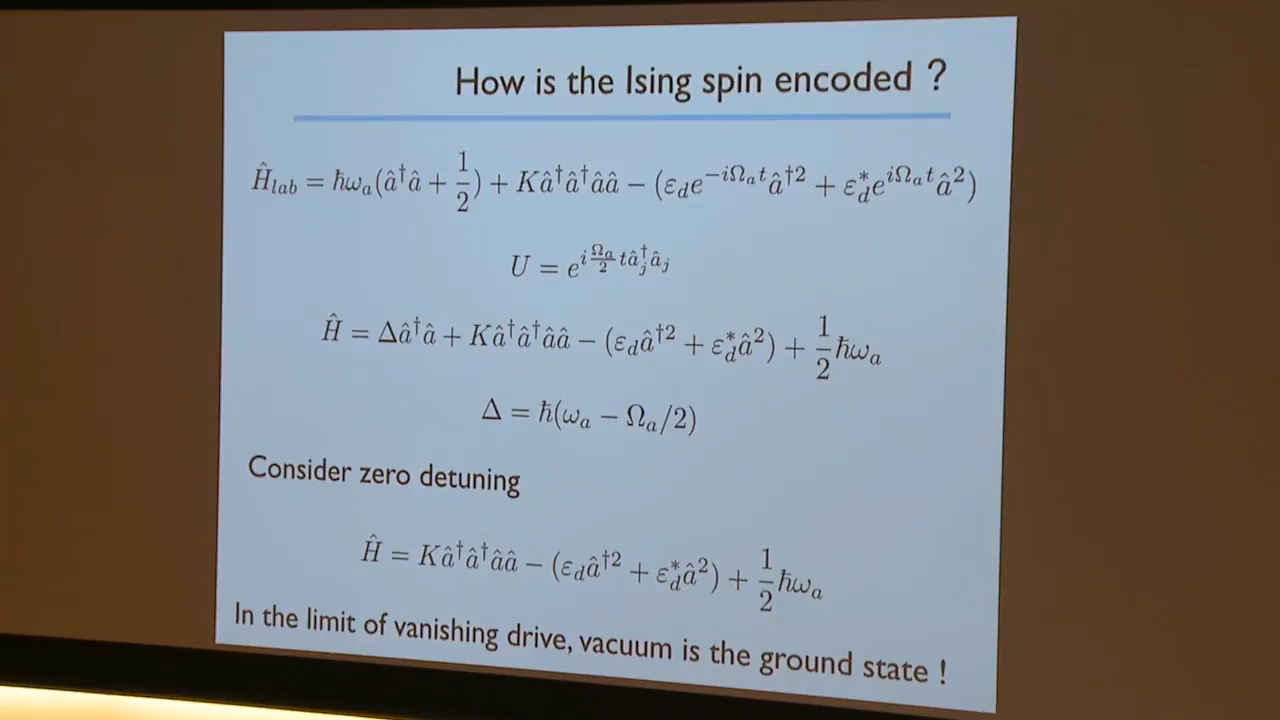 How is the Ising spin encoded ?
Ĥ_lab = ħω_a(â†â + 1/2) + Kâ†â†ââ − (ε_d e^{−iΩ_a t} â†² + ε_d^* e^{iΩ_a t} â²)
U = e^{i (Ω_a/2) t â_j† â_j}
Ĥ = Δâ†â + Kâ†â†ââ − (ε_d â†² + ε_d^* â²) + 1/2 ħω_a
Δ = ħ(ω_a − Ω_a/2)
Consider zero detuning
Ĥ = Kâ†â†ââ − (ε_d â†² + ε_d^* â²) + 1/2 ħω_a
In the limit of vanishing drive, vacuum is the ground state !